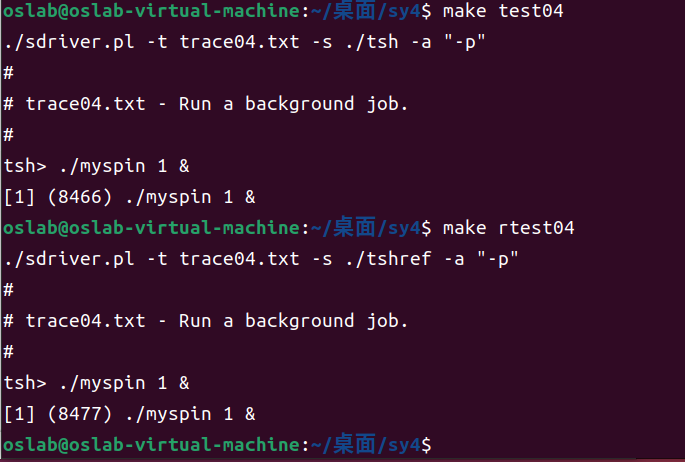 oslab@oslab-virtual-machine:~/桌面/sy4$ make test04
./sdriver.pl -t trace04.txt -s ./tsh -a "-p"
#
# trace04.txt - Run a background job.
#
tsh> ./myspin 1 &
[1] (8466) ./myspin 1 &
oslab@oslab-virtual-machine:~/桌面/sy4$ make rtest04
./sdriver.pl -t trace04.txt -s ./tshref -a "-p"
#
# trace04.txt - Run a background job.
#
tsh> ./myspin 1 &
[1] (8477) ./myspin 1 &
oslab@oslab-virtual-machine:~/桌面/sy4$